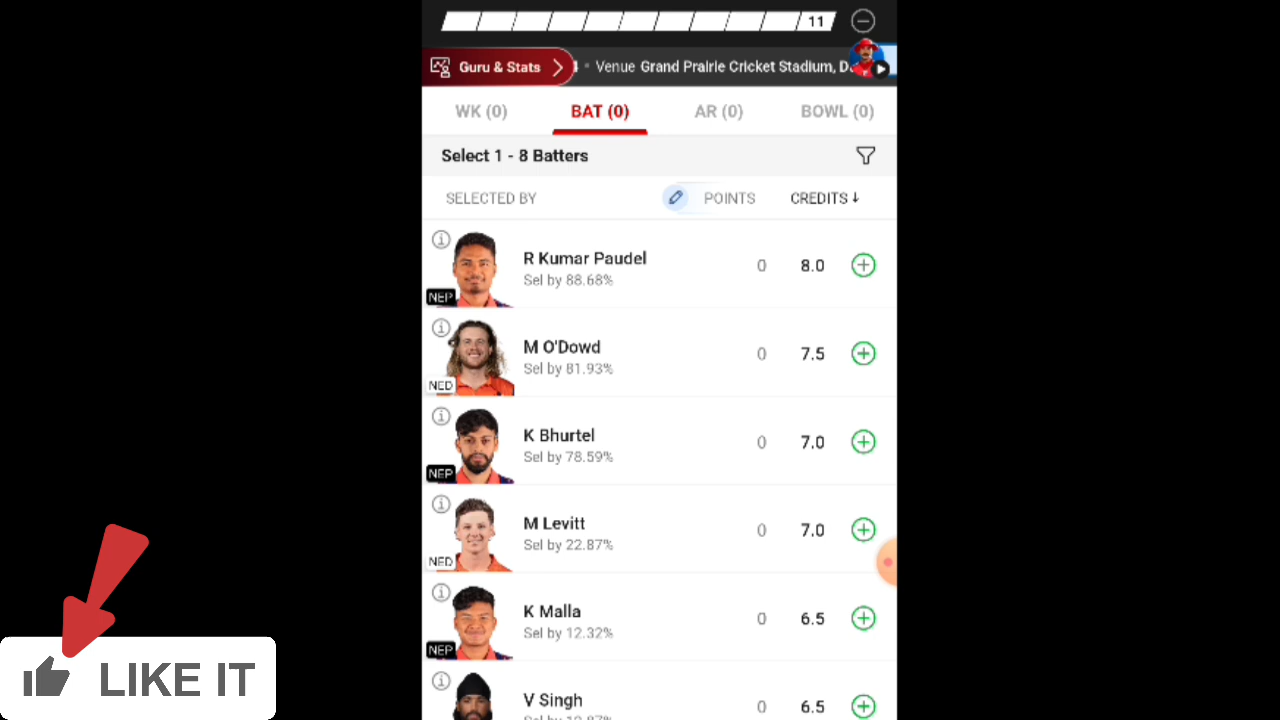 11
Guru & Stats
Venue Grand Prairie Cricket Stadium, D
WK (0) BAT (0) AR (0) BOWL (0)
Select 1 - 8 Batters
SELECTED BY POINTS CREDITS↓
R Kumar Paudel
Sel by 88.68%
0 8.0
NEP
M O'Dowd
Sel by 81.93%
0 7.5
NED
K Bhurtel
Sel by 78.59%
0 7.0
NEP
M Levitt
Sel by 22.87%
0 7.0
NED
K Malla
Sel by 12.32%
0 6.5
NEP
V Singh
0 6.5
LIKE IT